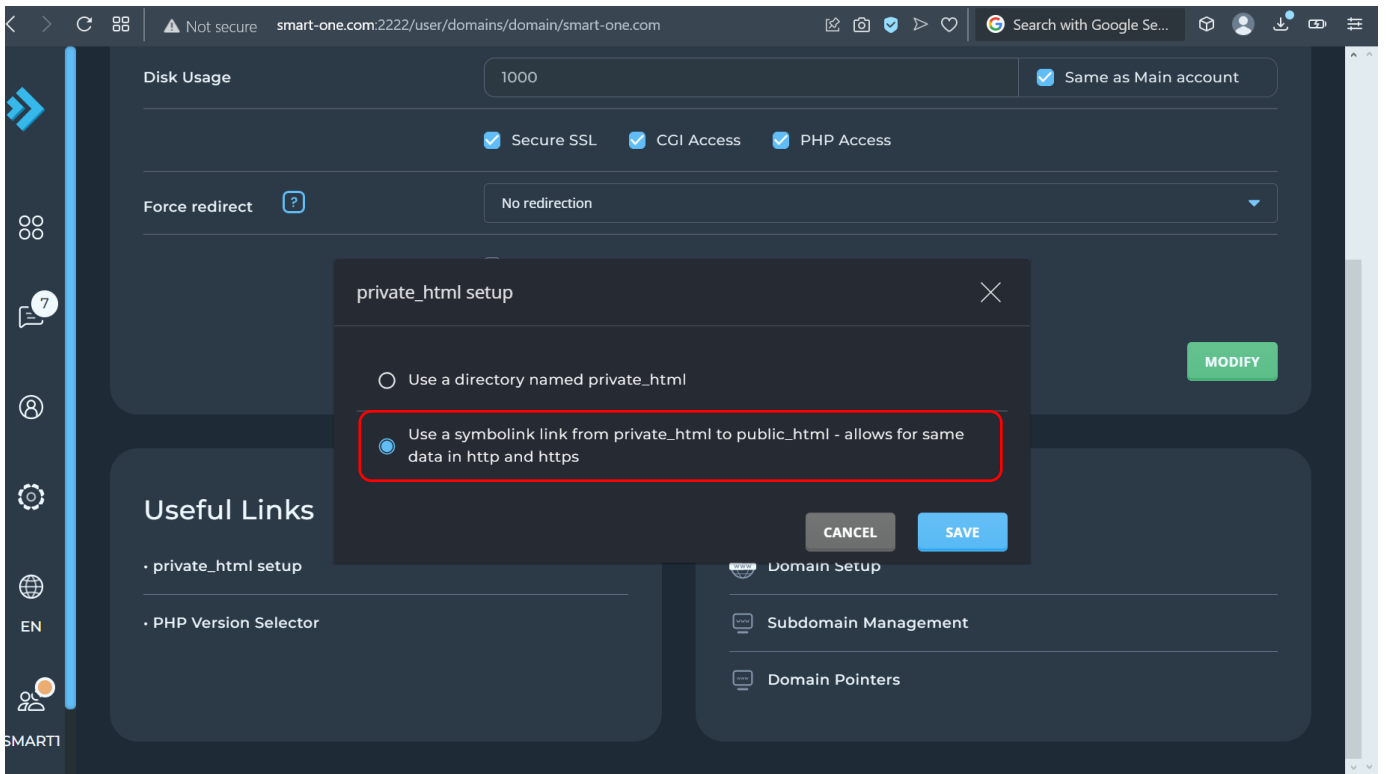 Not secure smart-one.com:2222/user/domains/domain/smart-one.com Search with Google Se...
Disk Usage 1000 Same as Main account
Secure SSL CGI Access PHP Access
Force redirect ? No redirection
7
private_html setup
Use a directory named private_html
MODIFY
Use a symbolink link from private_html to public_html - allows for same
data in http and https
CANCEL SAVE
Useful Links
• private_html setup
• PHP Version Selector
www Domain Setup
Subdomain Management
Domain Pointers
EN
SMART1